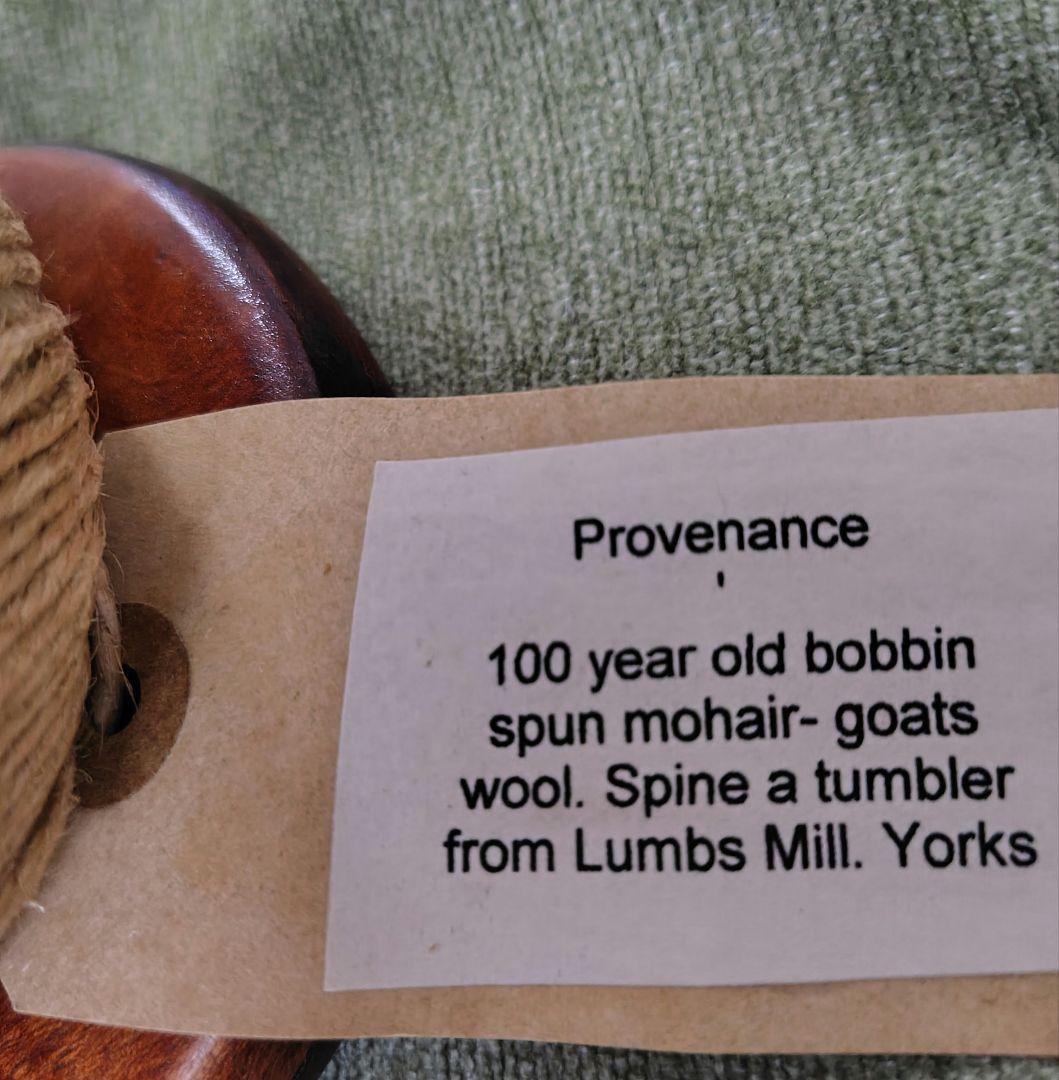 Provenance
'
100 year old bobbin
spun mohair- goats
wool. Spine a tumbler
from Lumbs Mill. Yorks